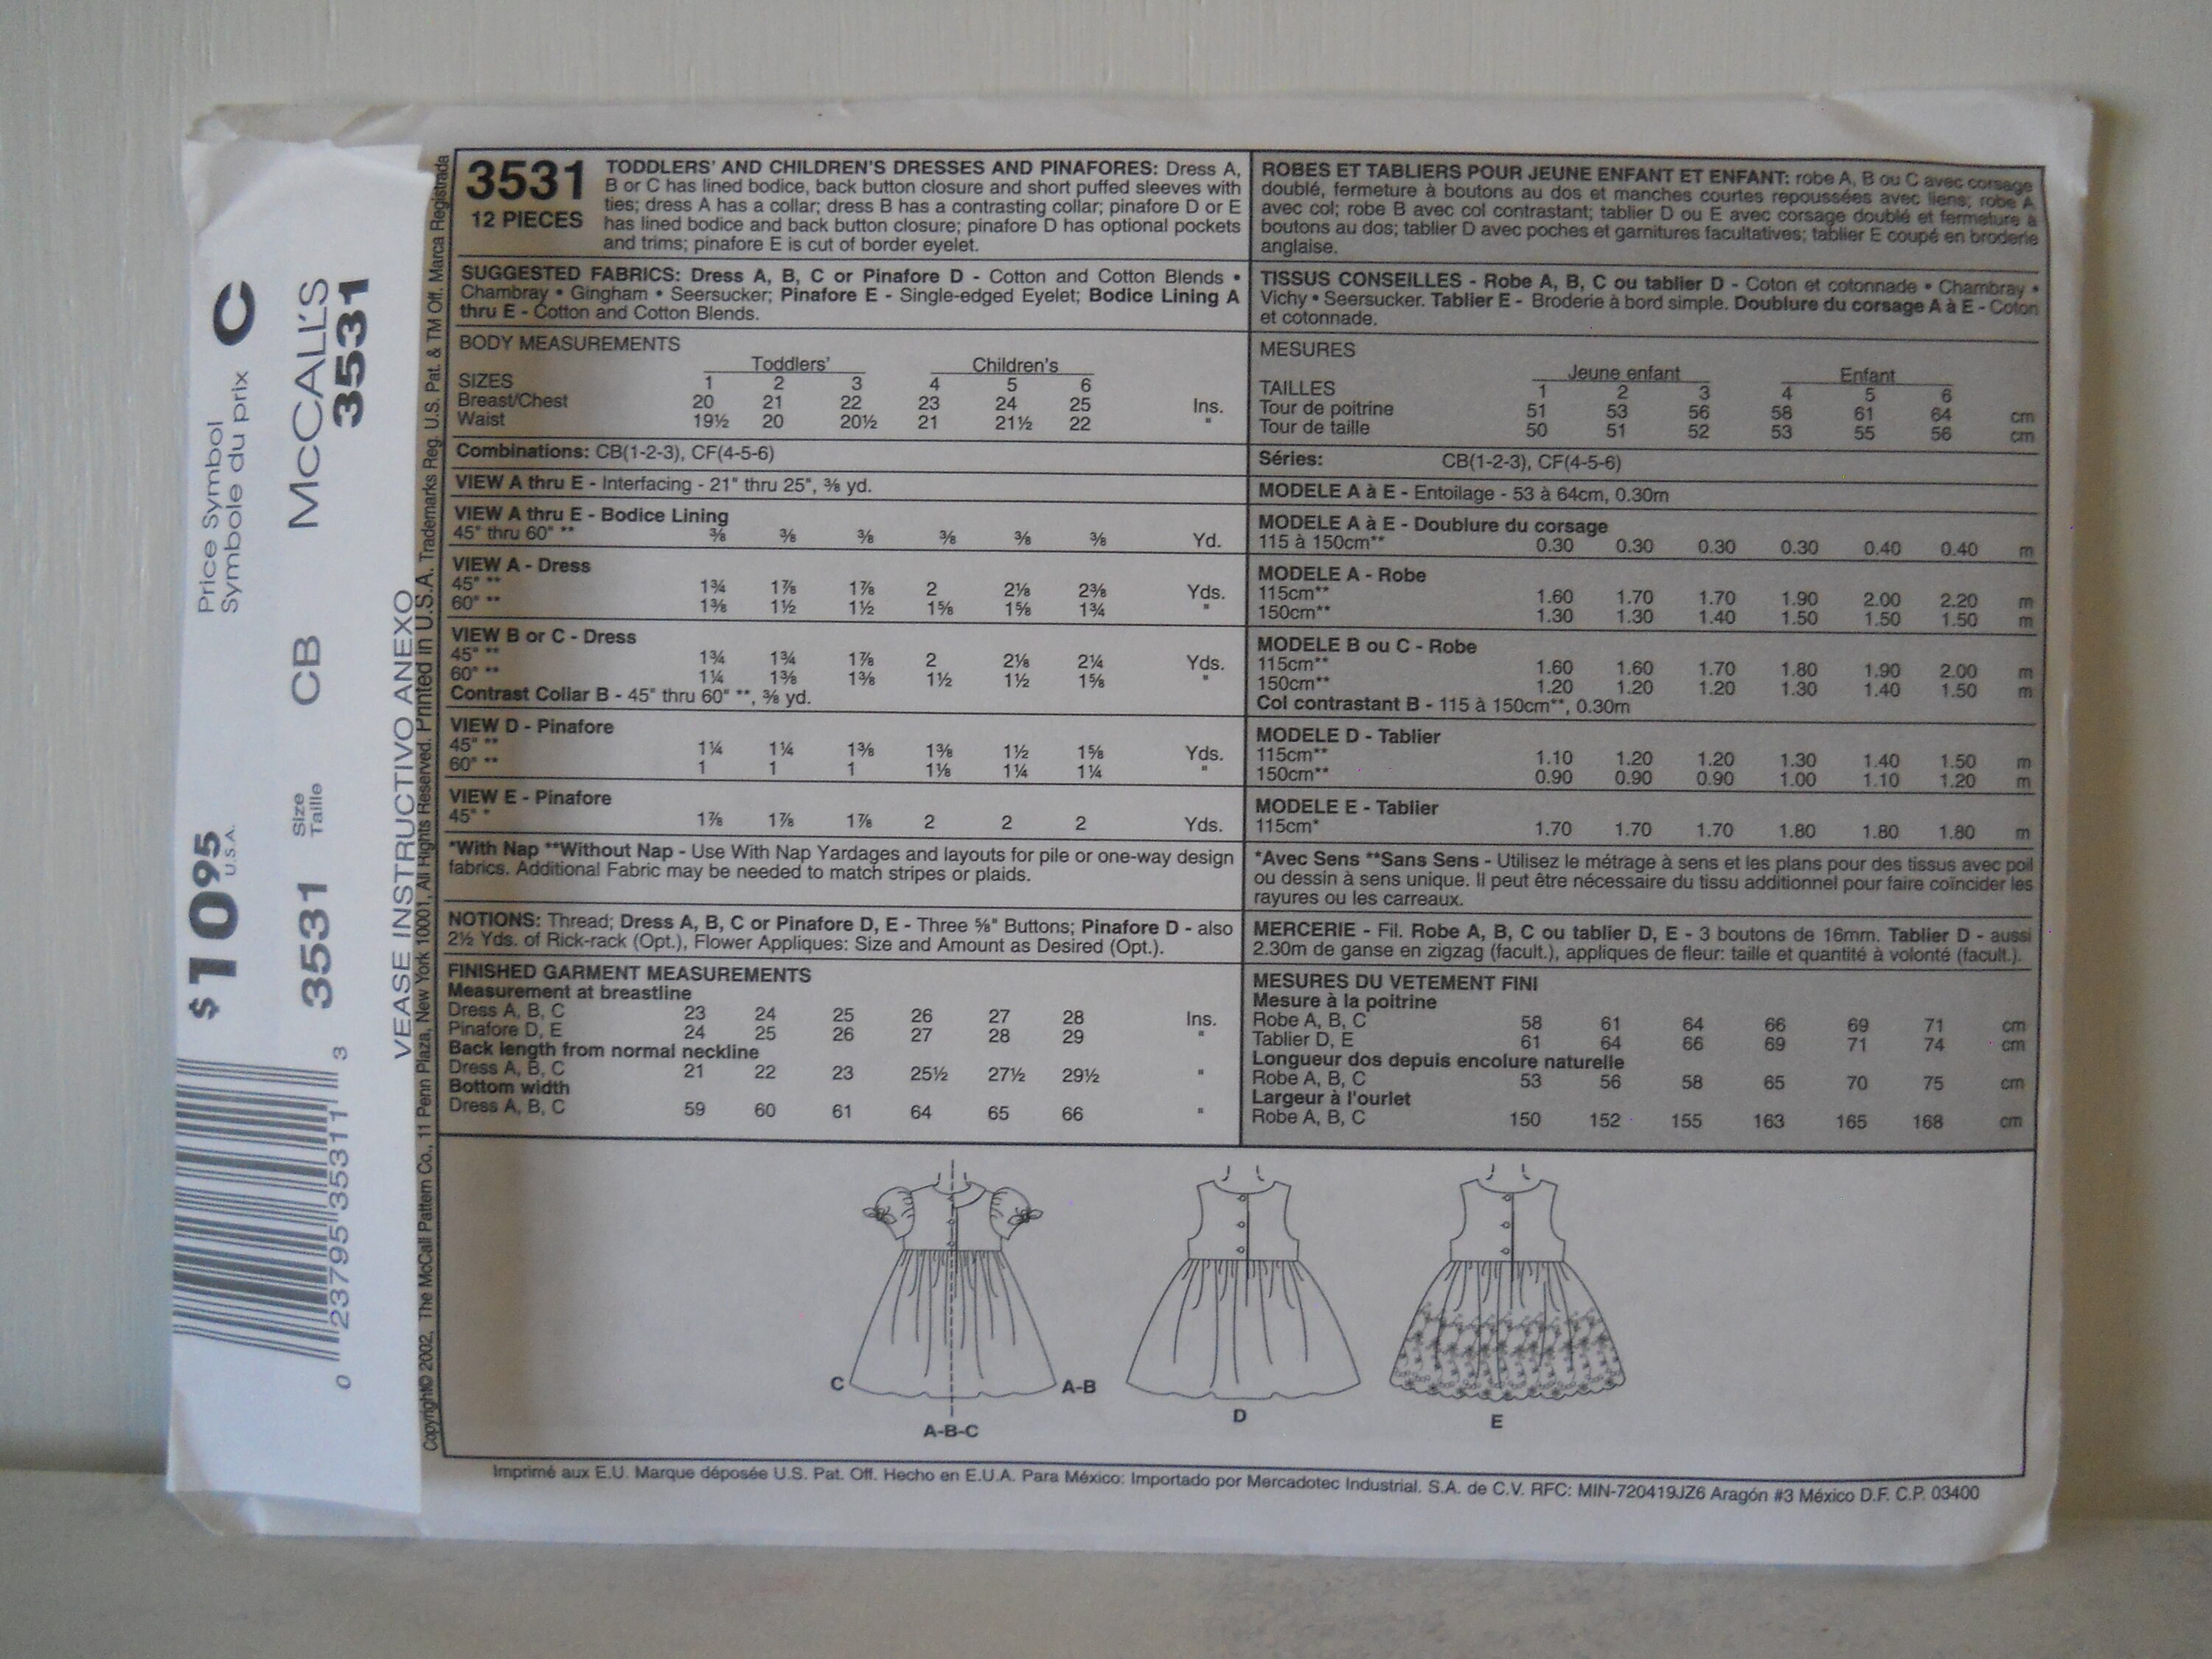 3531
12 PIECES
TODDLERS' AND CHILDREN'S DRESSES AND PINAFORES: Dress A,
B or C has lined bodice, back button closure and short puffed sleeves with
ties; dress A has a collar; dress B has a contrasting collar; pinafore D or E
has lined bodice and back button closure; pinafore D has optional pockets
and trims; pinafore E is cut of border eyelet.
SUGGESTED FABRICS: Dress A, B, C or Pinafore D - Cotton and Cotton Blends •
Chambray • Gingham • Seersucker; Pinafore E - Single-edged Eyelet; Bodice Lining A
thru E - Cotton and Cotton Blends.
BODY MEASUREMENTS
Toddlers' Children's
SIZES 1 2 3 4 5 6
Breast/Chest 20 21 22 23 24 25 Ins.
Waist 19½ 20 20½ 21 21½ 22 "
Combinations: CB(1-2-3), CF(4-5-6)
VIEW A thru E - Interfacing - 21" thru 25", ⅜ yd.
VIEW A thru E - Bodice Lining
45" thru 60" ** ⅜ ⅜ ⅜ ⅜ ⅜ ⅜ Yd.
VIEW A - Dress
45" ** 1¾ 1⅞ 1⅞ 2 2⅛ 2⅜ Yds.
60" ** 1⅜ 1½ 1½ 1⅝ 1⅝ 1¾ "
VIEW B or C - Dress
45" ** 1¾ 1¾ 1⅞ 2 2⅛ 2¼ Yds.
60" ** 1¼ 1⅜ 1⅜ 1½ 1½ 1⅝ "
Contrast Collar B - 45" thru 60" **, ⅜ yd.
VIEW D - Pinafore
45" ** 1¼ 1¼ 1⅜ 1⅜ 1½ 1⅝ Yds.
60" ** 1 1 1 1⅛ 1¼ 1¼ "
VIEW E - Pinafore
45" * 1⅞ 1⅞ 1⅞ 2 2 2 Yds.
*With Nap **Without Nap - Use With Nap Yardages and layouts for pile or one-way design
fabrics. Additional Fabric may be needed to match stripes or plaids.
NOTIONS: Thread; Dress A, B, C or Pinafore D, E - Three ⅝" Buttons; Pinafore D - also
2½ Yds. of Rick-rack (Opt.), Flower Appliques: Size and Amount as Desired (Opt.).
FINISHED GARMENT MEASUREMENTS
Measurement at breastline
Dress A, B, C 23 24 25 26 27 28 Ins.
Pinafore D, E 24 25 26 27 28 29 "
Back length from normal neckline
Dress A, B, C 21 22 23 25½ 27½ 29½ "
Bottom width
Dress A, B, C 59 60 61 64 65 66 "
ROBES ET TABLIERS POUR JEUNE ENFANT ET ENFANT: robe A, B ou C avec corsage
doublé, fermeture à boutons au dos et manches courtes repoussées avec liens; robe A
avec col; robe B avec col contrastant; tablier D ou E avec corsage doublé et fermeture à
boutons au dos; tablier D avec poches et garnitures facultatives; tablier E coupé en broderie
anglaise.
TISSUS CONSEILLES - Robe A, B, C ou tablier D - Coton et cotonnade • Chambray •
Vichy • Seersucker. Tablier E - Broderie à bord simple. Doublure du corsage A à E - Coton
et cotonnade.
MESURES
Jeune enfant Enfant
TAILLES 1 2 3 4 5 6
Tour de poitrine 51 53 56 58 61 64 cm
Tour de taille 50 51 52 53 55 56 cm
Séries: CB(1-2-3), CF(4-5-6)
MODELE A à E - Entoilage - 53 à 64cm, 0.30m
MODELE A à E - Doublure du corsage
115 à 150cm** 0.30 0.30 0.30 0.30 0.40 0.40 m
MODELE A - Robe
115cm** 1.60 1.70 1.70 1.90 2.00 2.20 m
150cm** 1.30 1.30 1.40 1.50 1.50 1.50 m
MODELE B ou C - Robe
115cm** 1.60 1.60 1.70 1.80 1.90 2.00 m
150cm** 1.20 1.20 1.20 1.30 1.40 1.50 m
Col contrastant B - 115 à 150cm**, 0.30m
MODELE D - Tablier
115cm** 1.10 1.20 1.20 1.30 1.40 1.50 m
150cm** 0.90 0.90 0.90 1.00 1.10 1.20 m
MODELE E - Tablier
115cm* 1.70 1.70 1.70 1.80 1.80 1.80 m
*Avec Sens **Sans Sens - Utilisez le métrage à sens et les plans pour des tissus avec poil
ou dessin à sens unique. Il peut être nécessaire du tissu additionnel pour faire coïncider les
rayures ou les carreaux.
MERCERIE - Fil. Robe A, B, C ou tablier D, E - 3 boutons de 16mm. Tablier D - aussi
2.30m de ganse en zigzag (facult.), appliques de fleur: taille et quantité à volonté (facult.).
MESURES DU VETEMENT FINI
Mesure à la poitrine
Robe A, B, C 58 61 64 66 69 71 cm
Tablier D, E 61 64 66 69 71 74 cm
Longueur dos depuis encolure naturelle
Robe A, B, C 53 56 58 65 70 75 cm
Largeur à l'ourlet
Robe A, B, C 150 152 155 163 165 168 cm
C A-B
A-B-C
D
E
Imprimé aux E.U. Marque déposée U.S. Pat. Off. Hecho en E.U.A. Para México: Importado por Mercadotec Industrial. S.A. de C.V. RFC: MIN-720419JZ6 Aragón #3 México D.F. C.P. 03400
$10.95 U.S.A.
Price Symbol
Symbole du prix C
3531 Size Taille CB McCALL'S 3531
VEASE INSTRUCTIVO ANEXO
Copyright© 2002, The McCall Pattern Co., 11 Penn Plaza, New York 10001, All Rights Reserved. Printed in U.S.A. Trademarks Reg. U.S. Pat. & TM Off. Marca Registrada
0 23795 35311 3